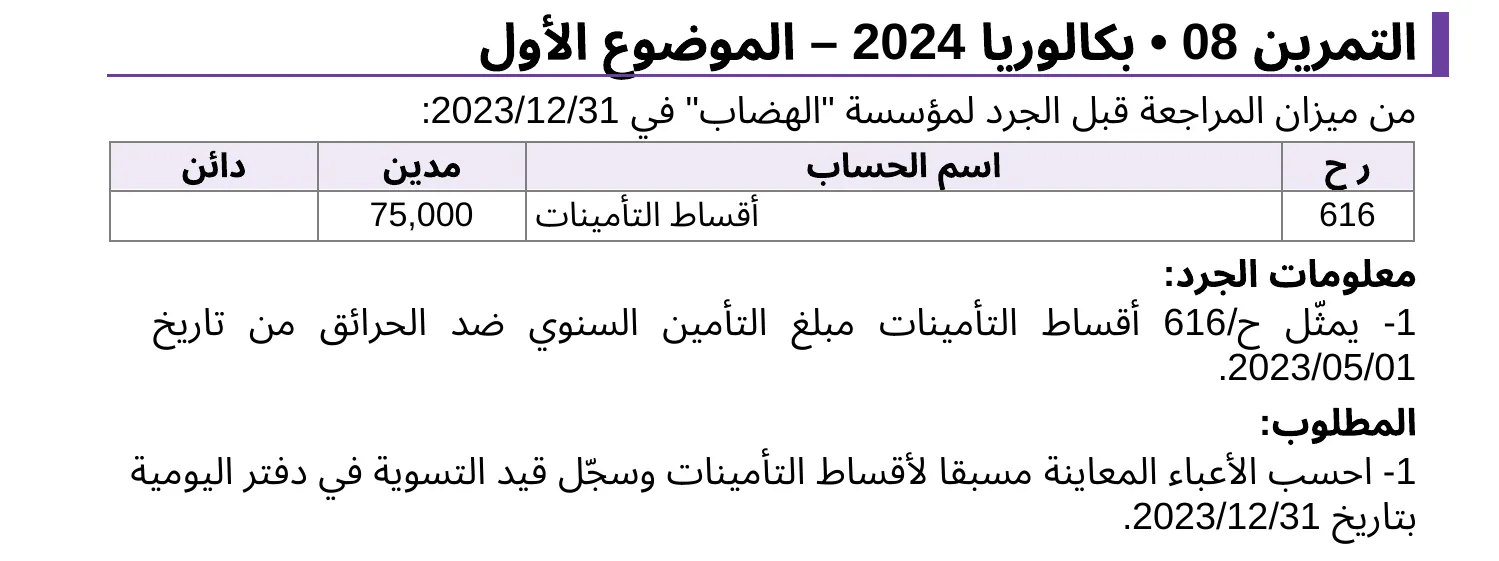 التمرين 08 • بكالوريا 2024 – الموضوع الأول
من ميزان المراجعة قبل الجرد لمؤسسة "الهضاب" في 2023/12/31:
ر ح اسم الحساب مدين دائن
616 أقساط التأمينات 75,000
معلومات الجرد:
1- يمثّل ح/616 أقساط التأمينات مبلغ التأمين السنوي ضد الحرائق من تاريخ
2023/05/01.
المطلوب:
1- احسب الأعباء المعاينة مسبقا لأقساط التأمينات وسجّل قيد التسوية في دفتر اليومية
بتاريخ 2023/12/31.